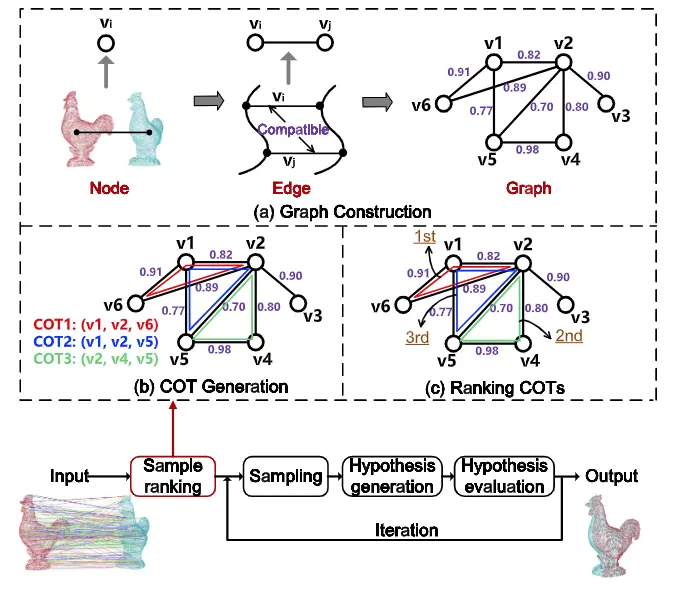 vi
vi vj
vi
Compatible
vj
Node
Edge
Graph
v1 v2
0.82
0.91
0.89
0.90
v6
0.77
0.70
0.80
v3
v5
0.98
v4
(a) Graph Construction
v1 v2
0.82
0.91
0.89
0.90
v6
0.77
0.70
0.80
v3
COT1: (v1, v2, v6)
COT2: (v1, v2, v5)
COT3: (v2, v4, v5)
v5
0.98
v4
(b) COT Generation
1st
v1 v2
0.82
0.91
0.89
0.90
v6
0.77
0.70
0.80
v3
3rd
2nd
v5
0.98
v4
(c) Ranking COTs
Input
Sample
ranking
Sampling
Hypothesis
generation
Hypothesis
evaluation
Output
Iteration